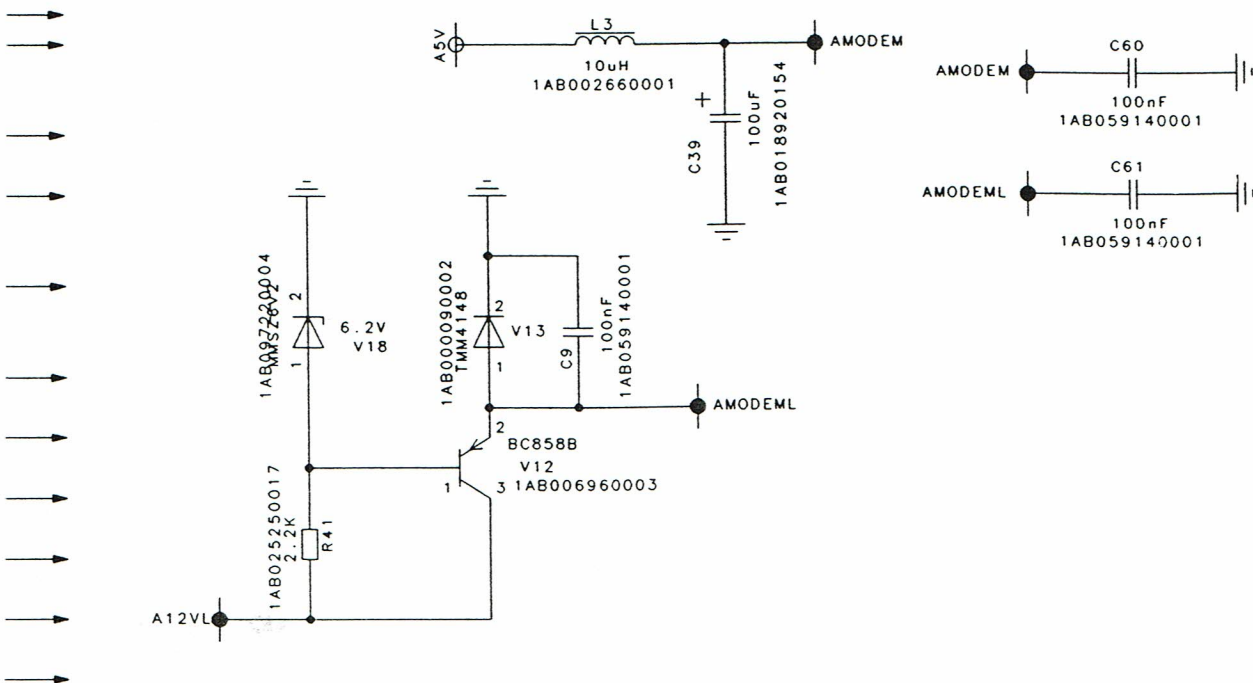 A5V
L3
10uH
1AB002660001
AMODEM
+
C39
100uF
1AB018920154
AMODEM
C60
100nF
1AB059140001
AMODEML
C61
100nF
1AB059140001
1AB097220004
MMSZ6V2
2
1
6.2V
V18
1AB000090002
TMM4148
2
1
V13
C9
100nF
1AB059140001
AMODEML
2
BC858B
V12
1
3
1AB006960003
1AB025250017
2.2K
R41
A12VL